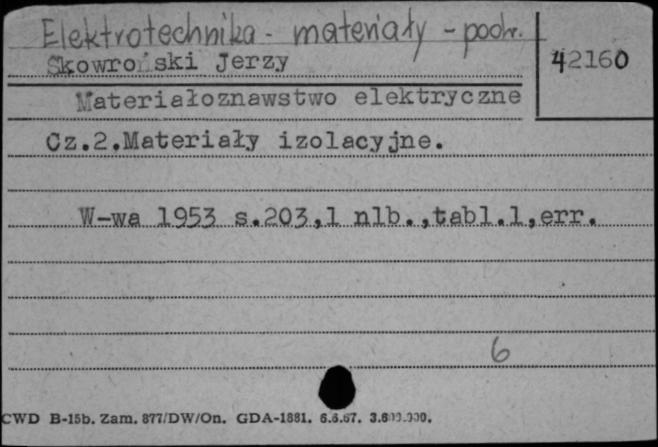 Elektrotechnika - materiały - podr.
Skowroński Jerzy
42160
Materiałoznawstwo elektryczne
Cz.2.Materiały izolacyjne.
W-wa 1953 s.203,1 nlb.,tabl.1,err.
6
CWD B-15b. Zam. 877/DW/On. GDA-1881. 6.6.67.